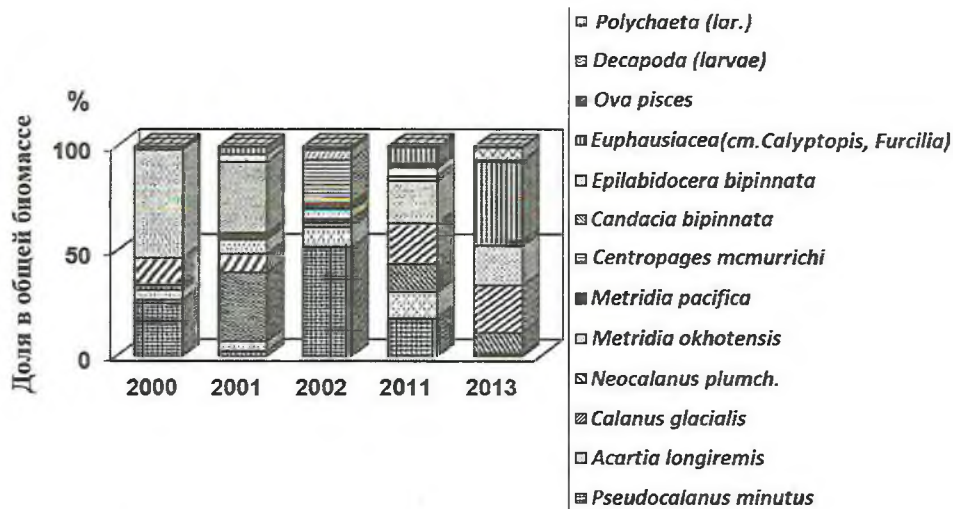 %
Доля в общей биомассе
100
50
0
2000 2001 2002 2011 2013
Polychaeta (lar.)
Decapoda (larvae)
Ova pisces
Euphausiacea(cm.Calyptopis, Furcilia)
Epilabidocera bipinnata
Candacia bipinnata
Centropages mcmurrichi
Metridia pacifica
Metridia okhotensis
Neocalanus plumch.
Calanus glacialis
Acartia longiremis
Pseudocalanus minutus